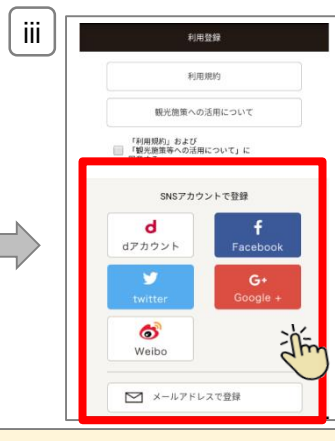 iii
利用登録
利用規約
観光施策への活用について
「利用規約」および
「観光施策等への活用について」に
SNSアカウントで登録
d
dアカウント
f
Facebook
twitter
G+
Google +
Weibo
メールアドレスで登録